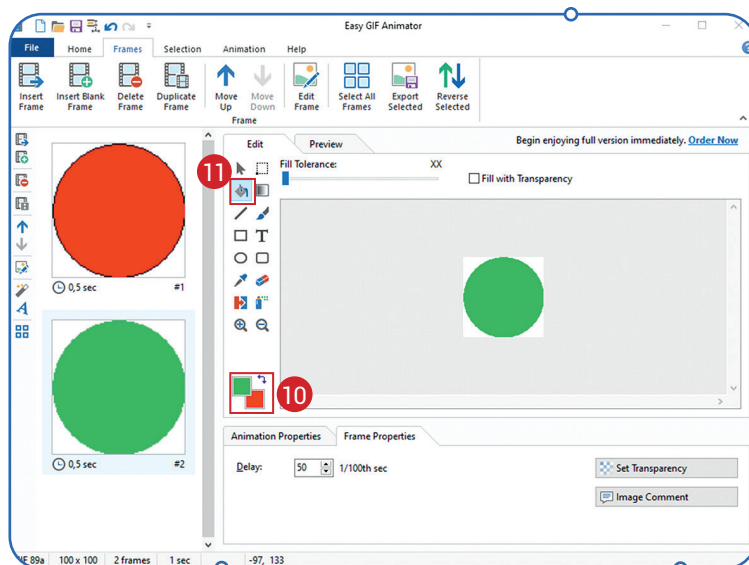 Easy GIF Animator
File Home Frames Selection Animation Help
Insert Frame Insert Blank Frame Delete Frame Duplicate Frame Move Up Move Down Edit Frame Select All Frames Export Selected Reverse Selected
Frame
Edit Preview Begin enjoying full version immediately. Order Now
11 Fill Tolerance: XX
Fill with Transparency
T
0,5 sec #1
A
10
Animation Properties Frame Properties
Delay: 50 1/100th sec Set Transparency
0,5 sec #2
Image Comment
89a 100 x 100 2 frames 1 sec -97, 133